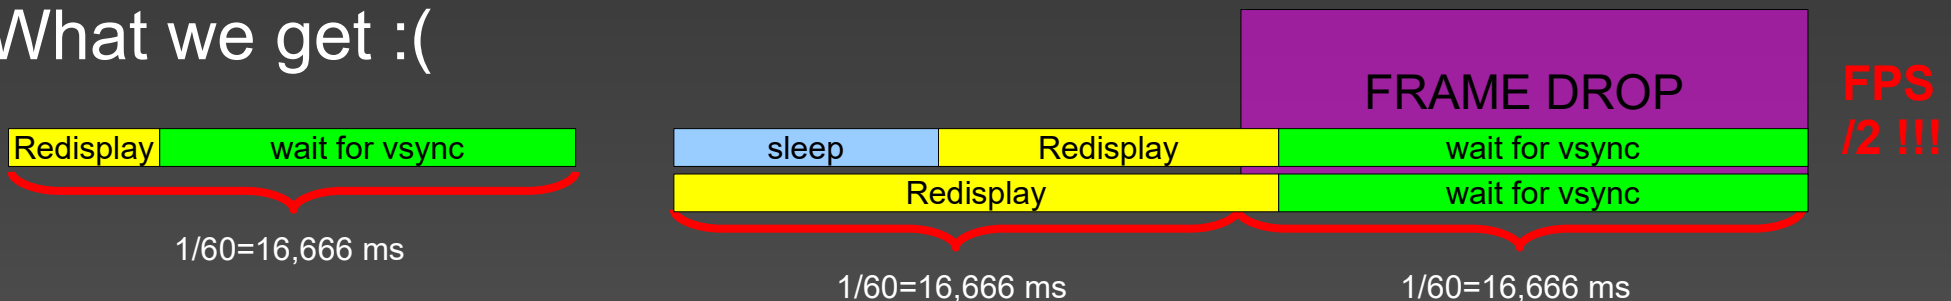 What we get :(
FRAME DROP
FPS
/2 !!!
Redisplay
wait for vsync
sleep
Redisplay
wait for vsync
Redisplay
wait for vsync
1/60=16,666 ms
1/60=16,666 ms
1/60=16,666 ms